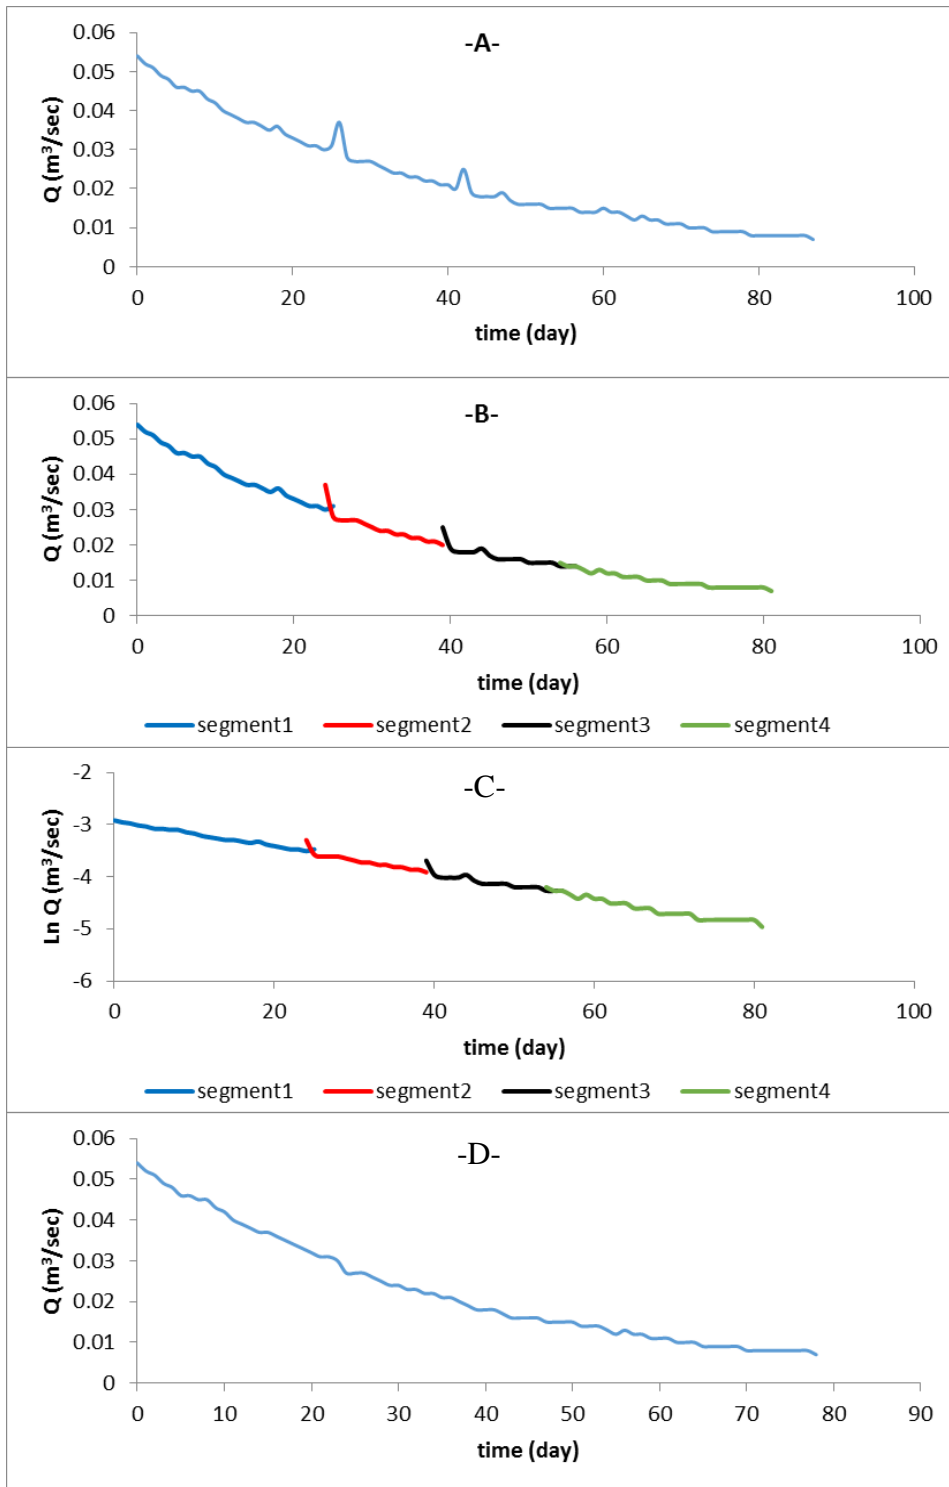 -A-
Q (m³/sec)
0.06
0.05
0.04
0.03
0.02
0.01
0
0 20 40 60 80 100
time (day)
-B-
Q (m³/sec)
0.06
0.05
0.04
0.03
0.02
0.01
0
0 20 40 60 80 100
time (day)
segment1 segment2 segment3 segment4
-C-
Ln Q (m³/sec)
-2
-3
-4
-5
-6
0 20 40 60 80 100
time (day)
segment1 segment2 segment3 segment4
-D-
Q (m³/sec)
0.06
0.05
0.04
0.03
0.02
0.01
0
0 10 20 30 40 50 60 70 80 90
time (day)